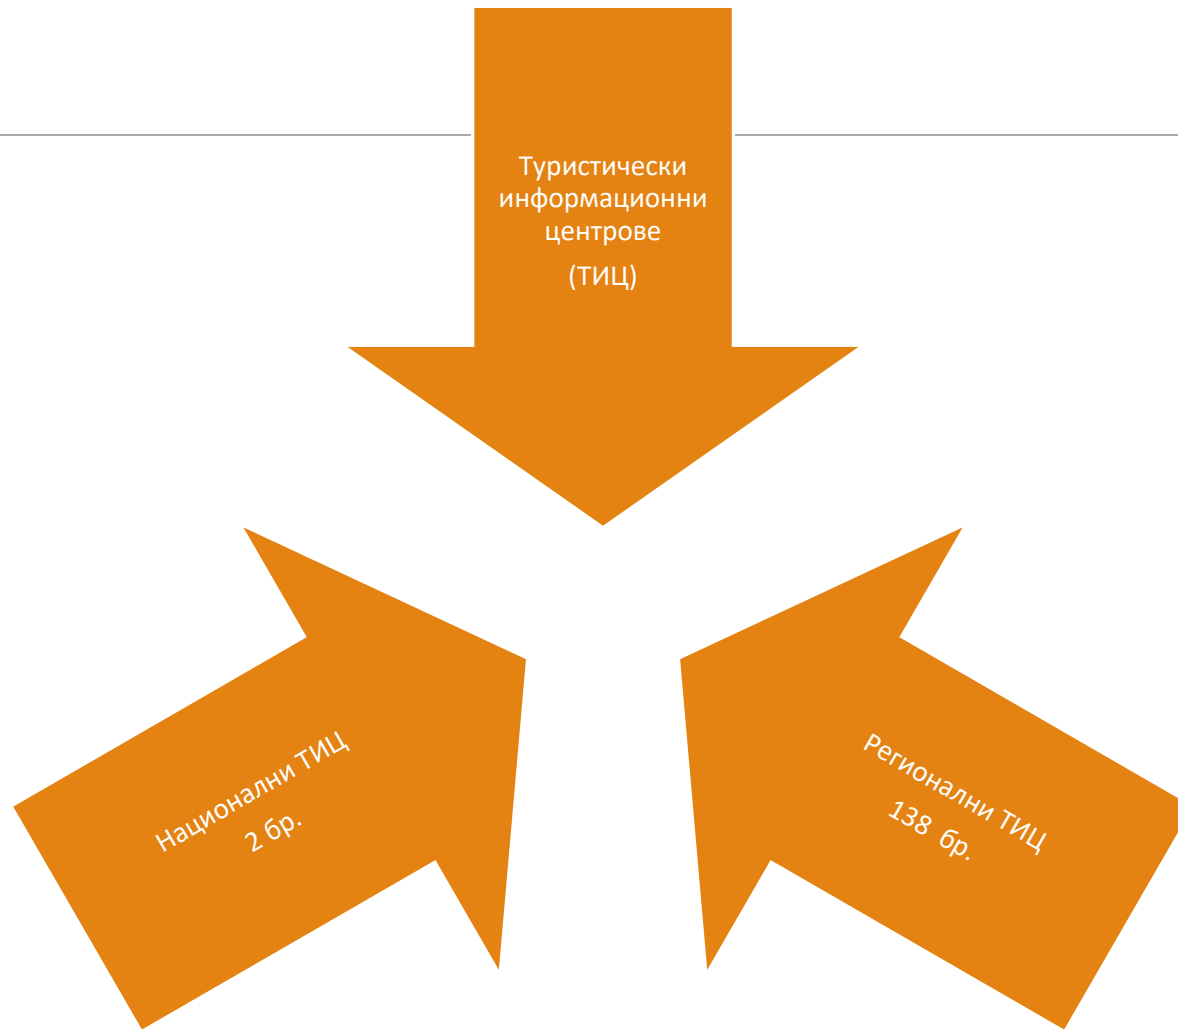 Туристически
информационни
центрове
(ТИЦ)
Национални ТИЦ
2 бр.
Регионални ТИЦ
138 бр.